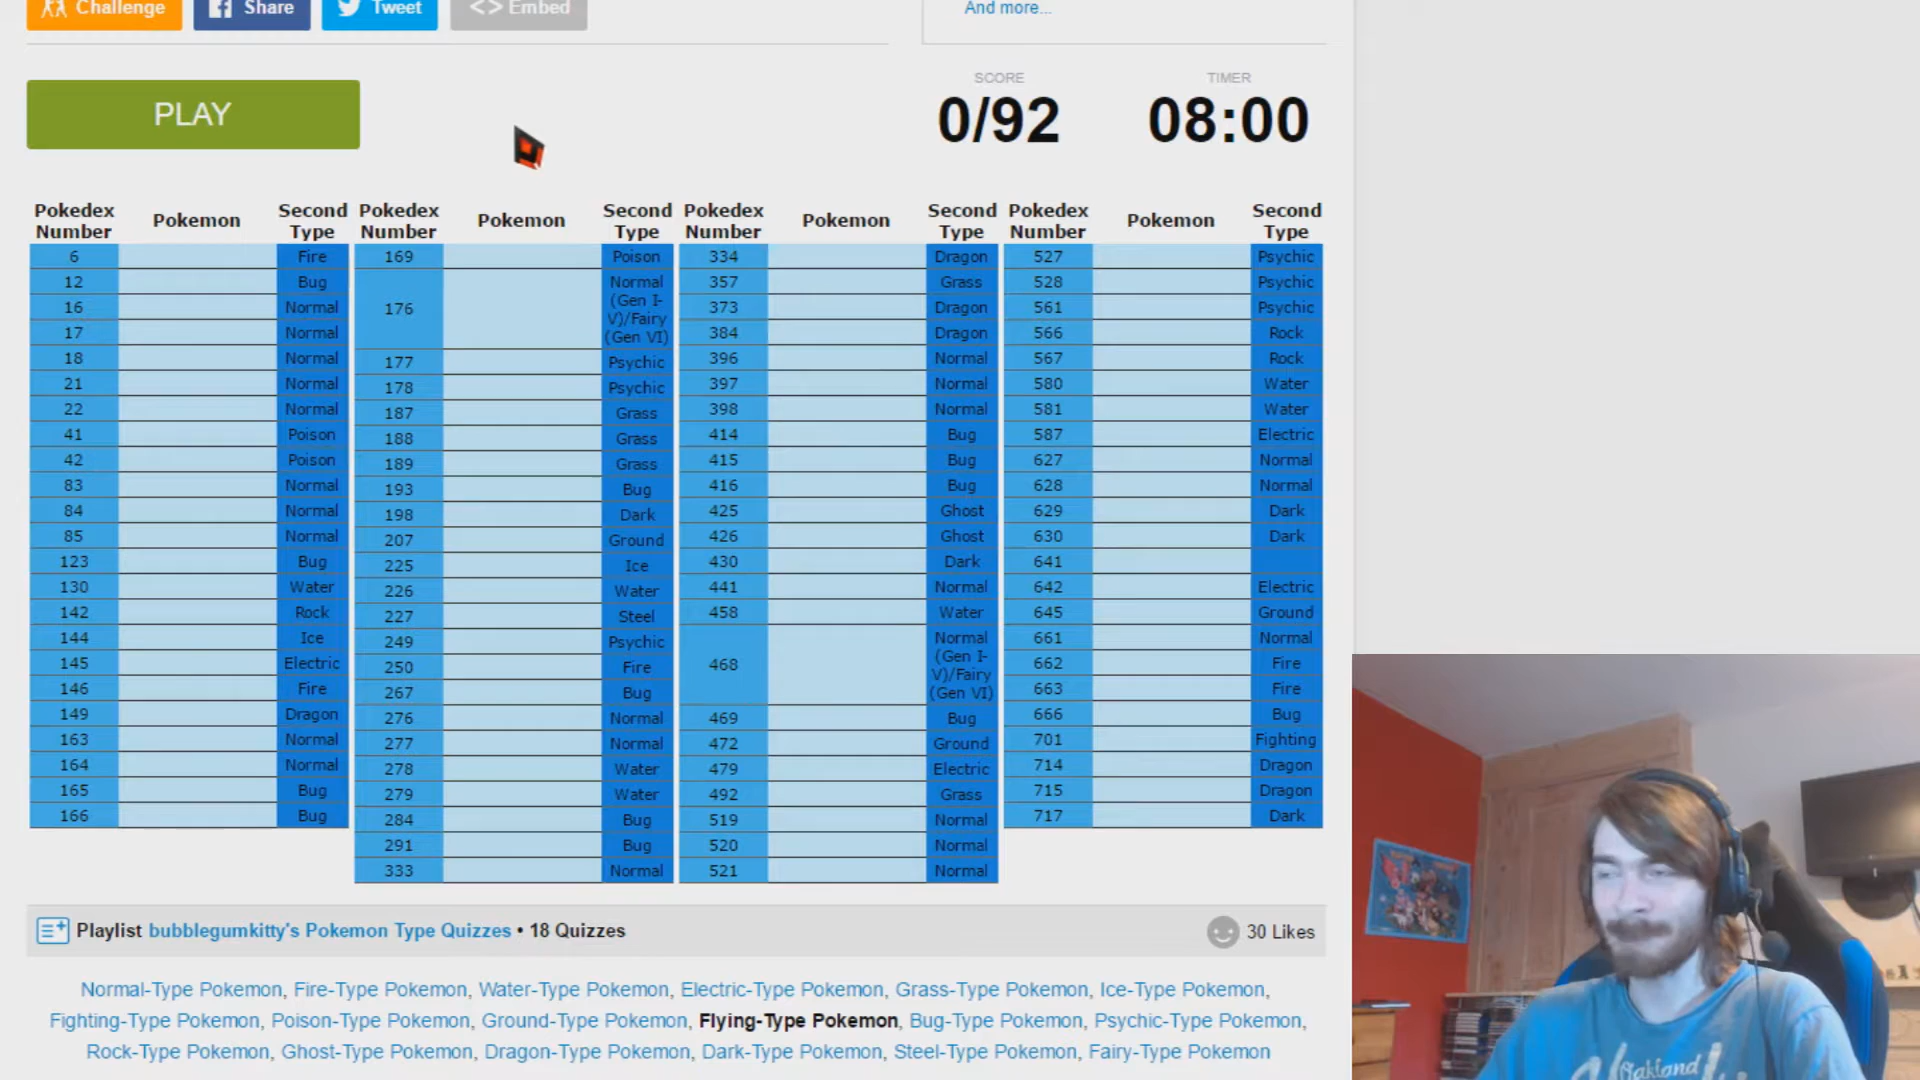 Challenge Share Tweet <> Embed
And more...
PLAY
SCORE TIMER
0/92 08:00
Pokedex Number Pokemon Second Type Pokedex Number Pokemon Second Type Pokedex Number Pokemon Second Type Pokedex Number Pokemon Second Type
6 Fire
12 Bug
16 Normal
17 Normal
18 Normal
21 Normal
22 Normal
41 Poison
42 Poison
83 Normal
84 Normal
85 Normal
123 Bug
130 Water
142 Rock
144 Ice
145 Electric
146 Fire
149 Dragon
163 Normal
164 Normal
165 Bug
166 Bug
169 Poison
176 Normal (Gen I-V)/Fairy (Gen VI)
177 Psychic
178 Psychic
187 Grass
188 Grass
189 Grass
193 Bug
198 Dark
207 Ground
225 Ice
226 Water
227 Steel
249 Psychic
250 Fire
267 Bug
276 Normal
277 Normal
278 Water
279 Water
284 Bug
291 Bug
333 Normal
334 Dragon
357 Grass
373 Dragon
384 Dragon
396 Normal
397 Normal
398 Normal
414 Bug
415 Bug
416 Bug
425 Ghost
426 Ghost
430 Dark
441 Normal
458 Water
468 Normal (Gen I-V)/Fairy (Gen VI)
469 Bug
472 Ground
479 Electric
492 Grass
519 Normal
520 Normal
521 Normal
527 Psychic
528 Psychic
561 Psychic
566 Rock
567 Rock
580 Water
581 Water
587 Electric
627 Normal
628 Normal
629 Dark
630 Dark
641
642 Electric
645 Ground
661 Normal
662 Fire
663 Fire
666 Bug
701 Fighting
714 Dragon
715 Dragon
717 Dark
Playlist bubblegumkitty's Pokemon Type Quizzes • 18 Quizzes 30 Likes
Normal-Type Pokemon, Fire-Type Pokemon, Water-Type Pokemon, Electric-Type Pokemon, Grass-Type Pokemon, Ice-Type Pokemon,
Fighting-Type Pokemon, Poison-Type Pokemon, Ground-Type Pokemon, Flying-Type Pokemon, Bug-Type Pokemon, Psychic-Type Pokemon,
Rock-Type Pokemon, Ghost-Type Pokemon, Dragon-Type Pokemon, Dark-Type Pokemon, Steel-Type Pokemon, Fairy-Type Pokemon
Oakland